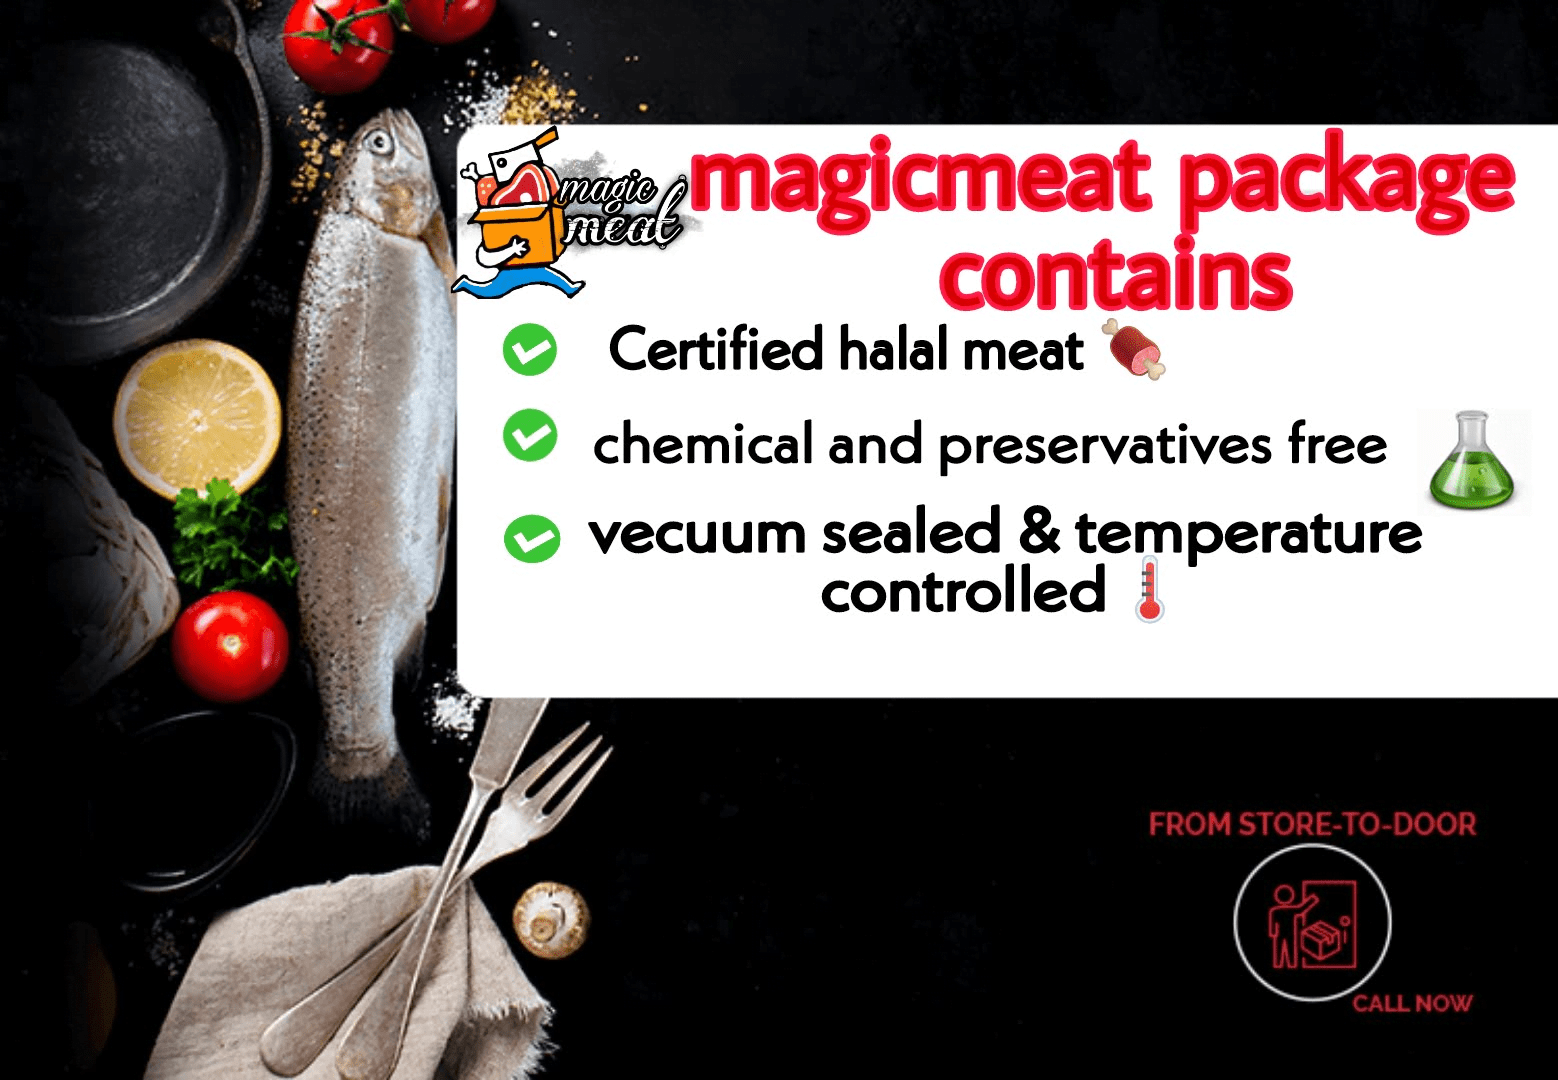 magic
meat
magicmeat package
contains
Certified halal meat
chemical and preservatives free
vecuum sealed & temperature
controlled
FROM STORE-TO-DOOR
CALL NOW